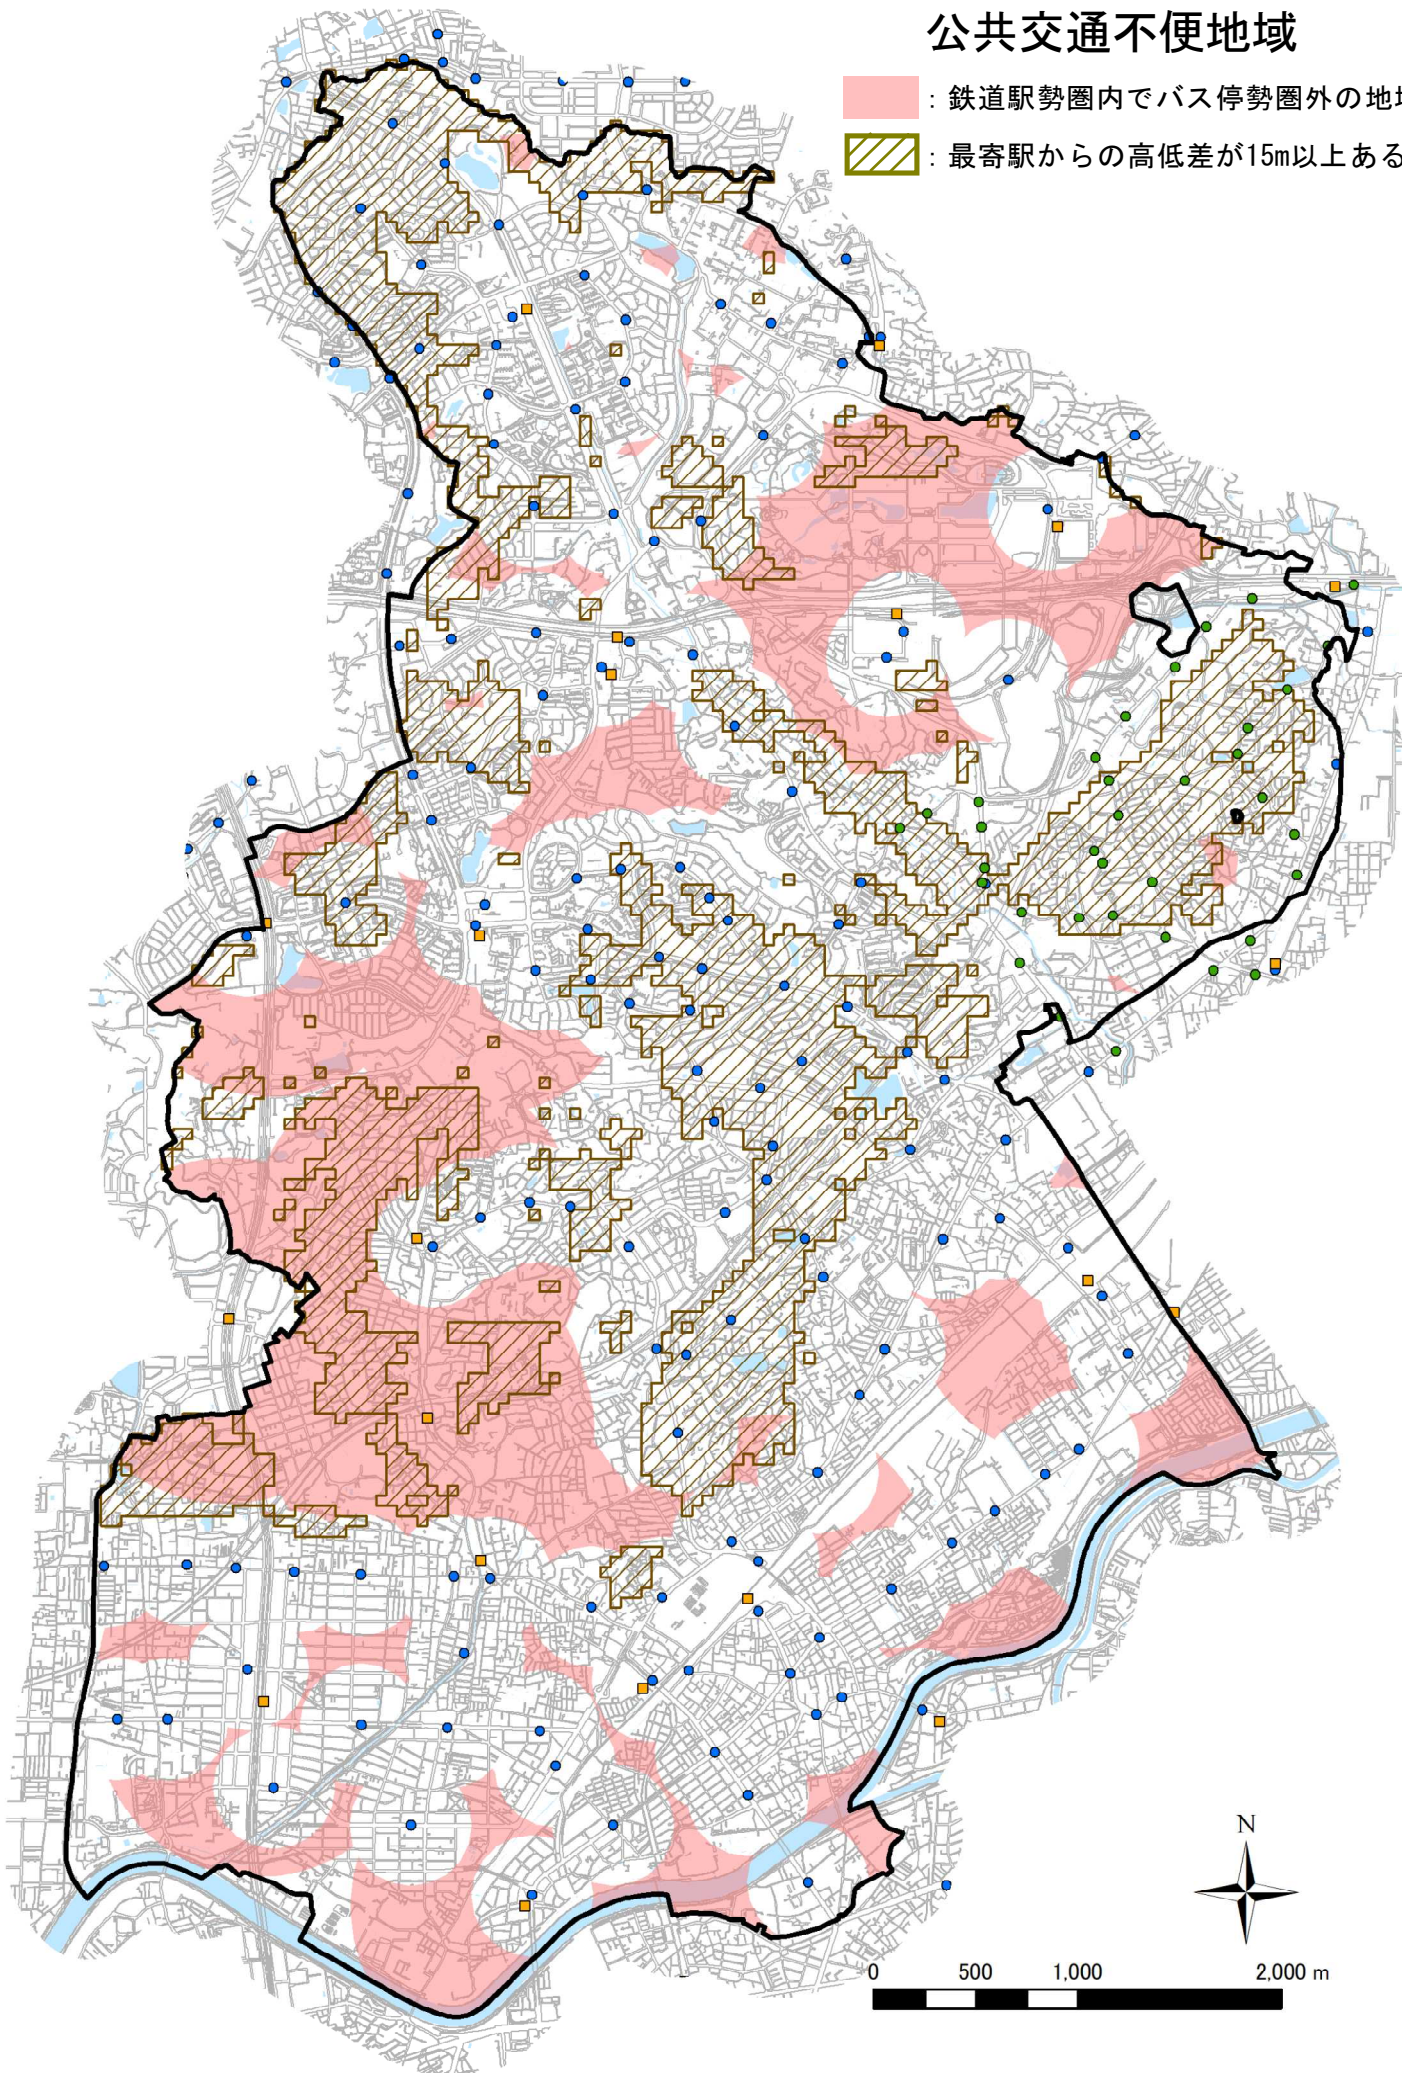 公共交通不便地域
：鉄道駅勢圏内でバス停勢圏外の地
：最寄駅からの高低差が15m以上ある
N
0 500 1,000 2,000 m